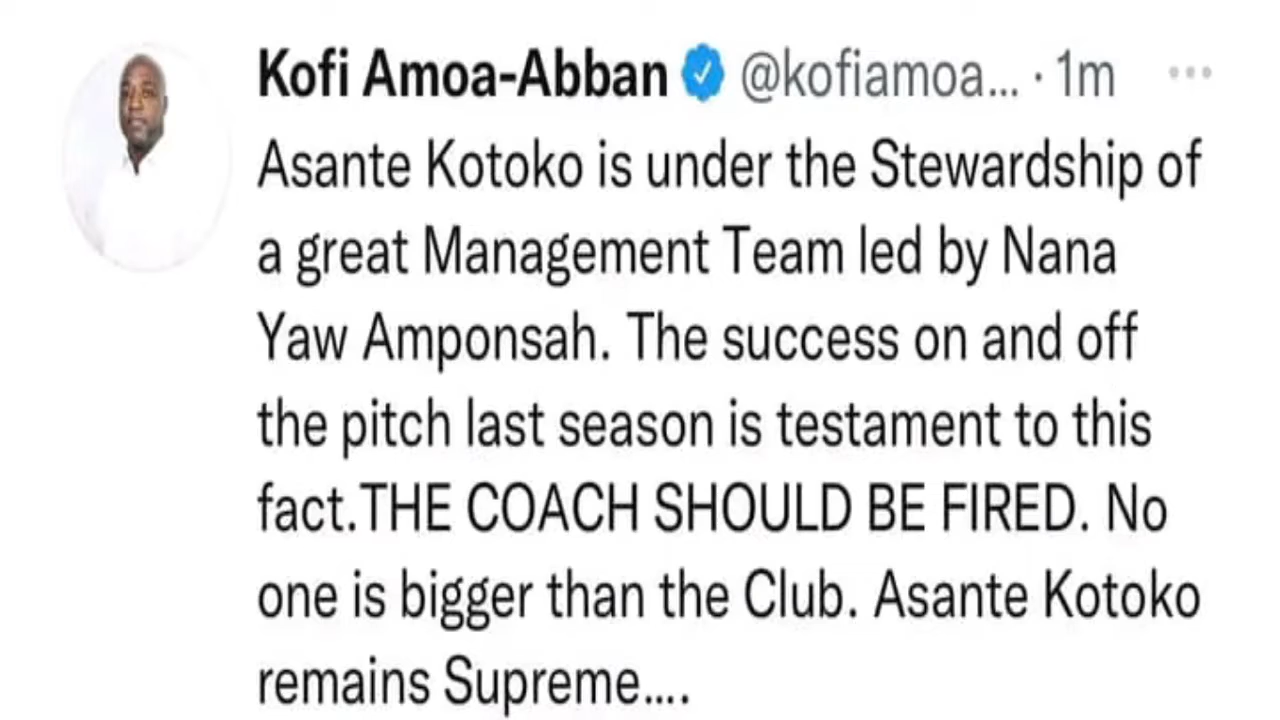 Kofi Amoa-Abban @kofiamoa... · 1m
Asante Kotoko is under the Stewardship of
a great Management Team led by Nana
Yaw Amponsah. The success on and off
the pitch last season is testament to this
fact.THE COACH SHOULD BE FIRED. No
one is bigger than the Club. Asante Kotoko
remains Supreme....